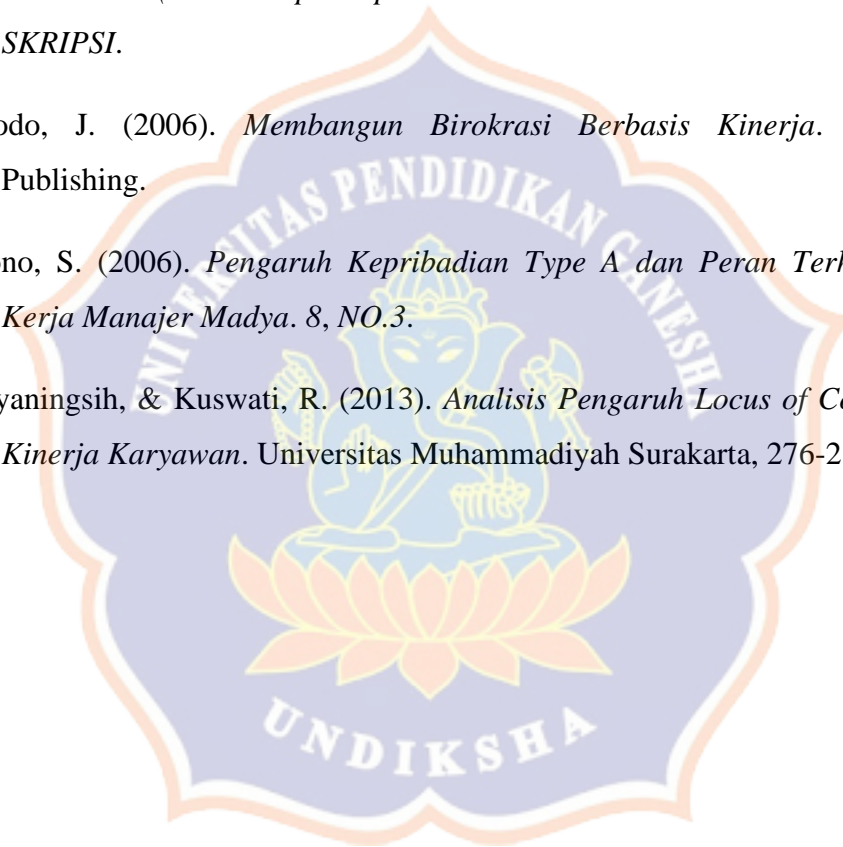 SKRIPSI.
odo, J. (2006). Membangun Birokrasi Berbasis Kinerja.
Publishing.
no, S. (2006). Pengaruh Kepribadian Type A dan Peran Terh
Kerja Manajer Madya. 8, NO.3.
yaningsih, & Kuswati, R. (2013). Analisis Pengaruh Locus of Co
Kinerja Karyawan. Universitas Muhammadiyah Surakarta, 276-2
UNIVERSITAS PENDIDIKAN GANESHA
UNDIKSHA